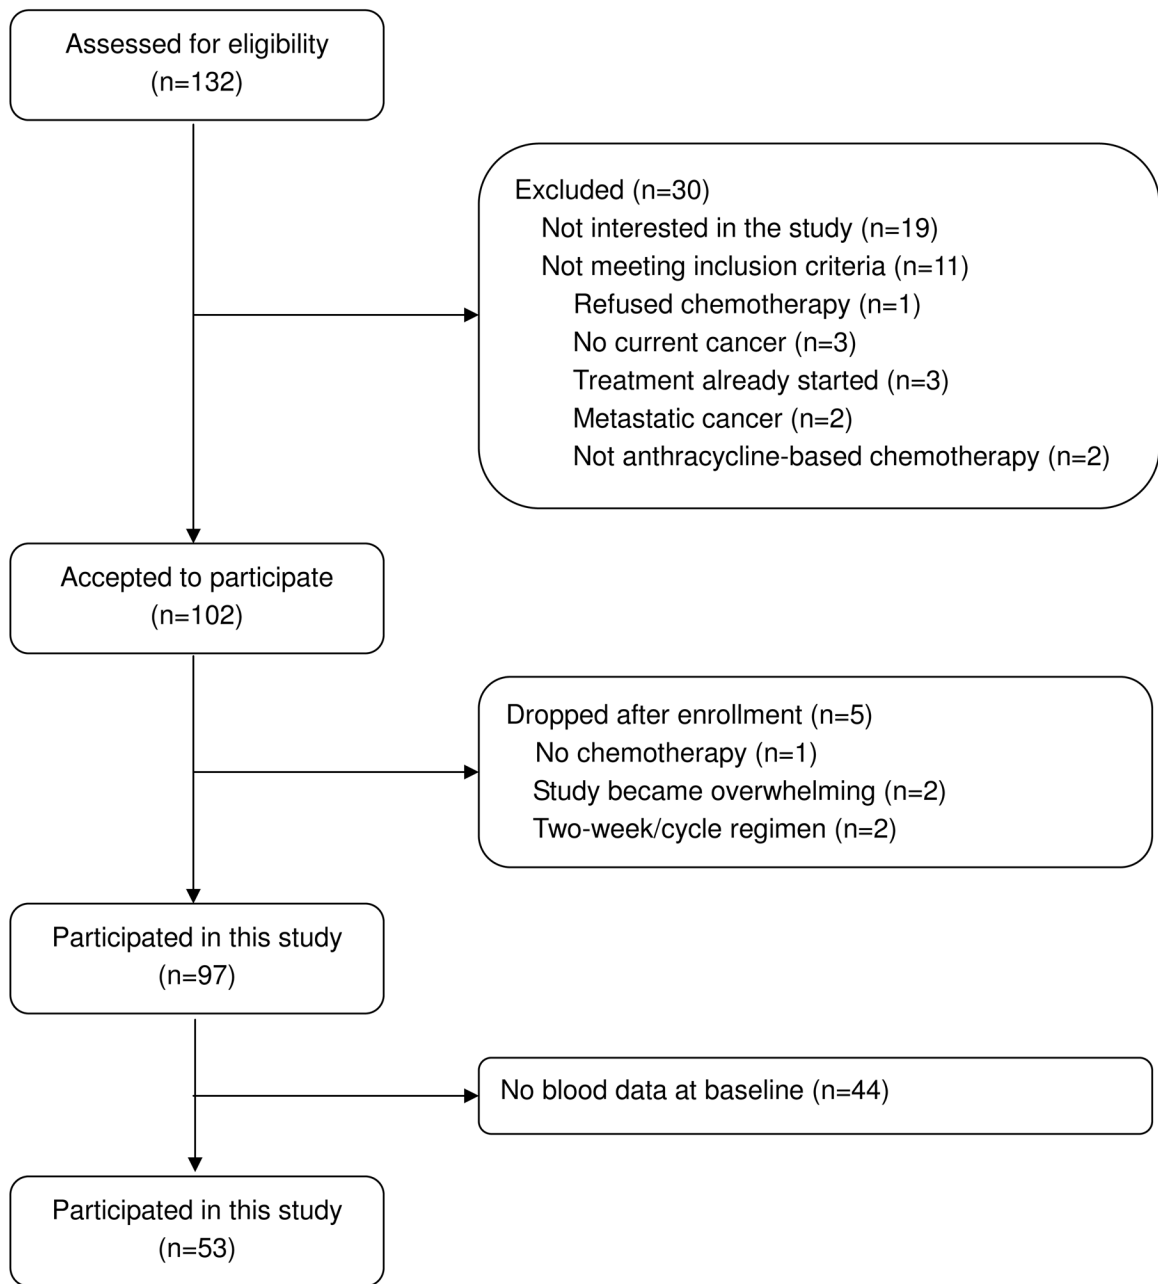 Assessed for eligibility
(n=132)
Excluded (n=30)
Not interested in the study (n=19)
Not meeting inclusion criteria (n=11)
Refused chemotherapy (n=1)
No current cancer (n=3)
Treatment already started (n=3)
Metastatic cancer (n=2)
Not anthracycline-based chemotherapy (n=2)
Accepted to participate
(n=102)
Dropped after enrollment (n=5)
No chemotherapy (n=1)
Study became overwhelming (n=2)
Two-week/cycle regimen (n=2)
Participated in this study
(n=97)
No blood data at baseline (n=44)
Participated in this study
(n=53)